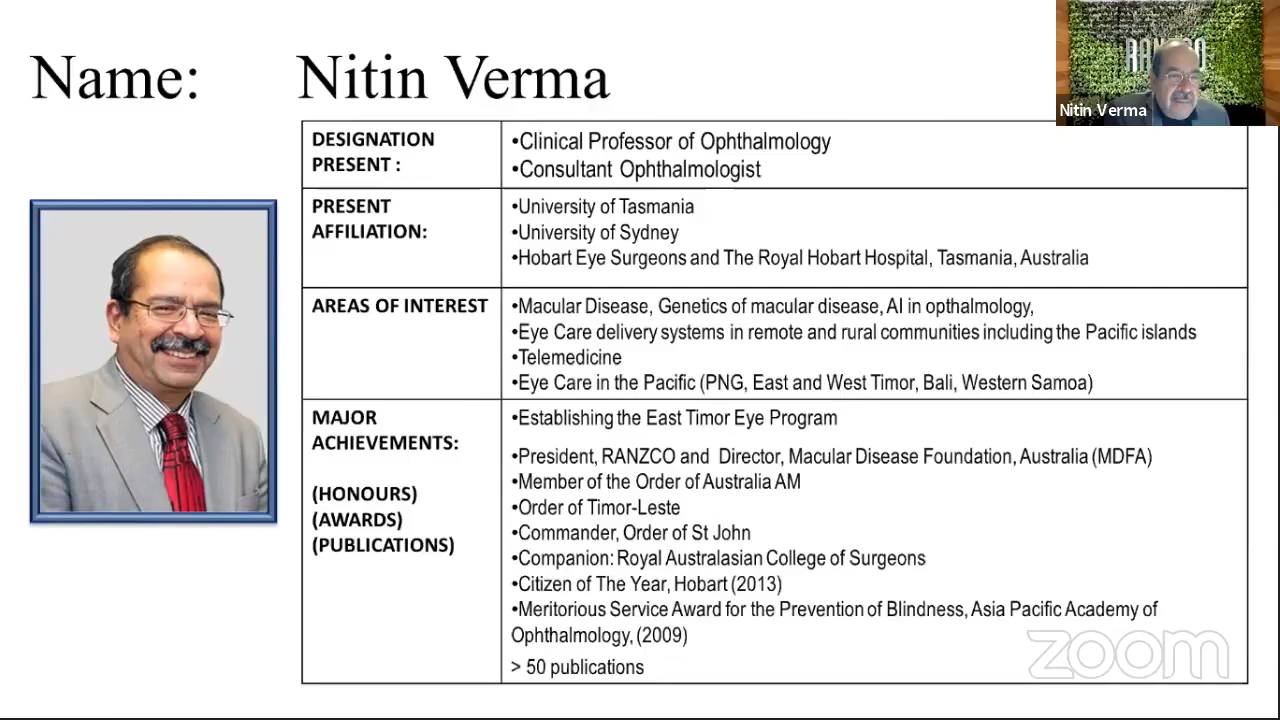 Name: Nitin Verma
Nitin Verma
DESIGNATION
PRESENT :
•Clinical Professor of Ophthalmology
•Consultant Ophthalmologist
PRESENT
AFFILIATION:
•University of Tasmania
•University of Sydney
•Hobart Eye Surgeons and The Royal Hobart Hospital, Tasmania, Australia
AREAS OF INTEREST
•Macular Disease, Genetics of macular disease, AI in opthalmology,
•Eye Care delivery systems in remote and rural communities including the Pacific islands
•Telemedicine
•Eye Care in the Pacific (PNG, East and West Timor, Bali, Western Samoa)
MAJOR
ACHIEVEMENTS:
(HONOURS)
(AWARDS)
(PUBLICATIONS)
•Establishing the East Timor Eye Program
•President, RANZCO and Director, Macular Disease Foundation, Australia (MDFA)
•Member of the Order of Australia AM
•Order of Timor-Leste
•Commander, Order of St John
•Companion: Royal Australasian College of Surgeons
•Citizen of The Year, Hobart (2013)
•Meritorious Service Award for the Prevention of Blindness, Asia Pacific Academy of
Ophthalmology, (2009)
> 50 publications
zoom